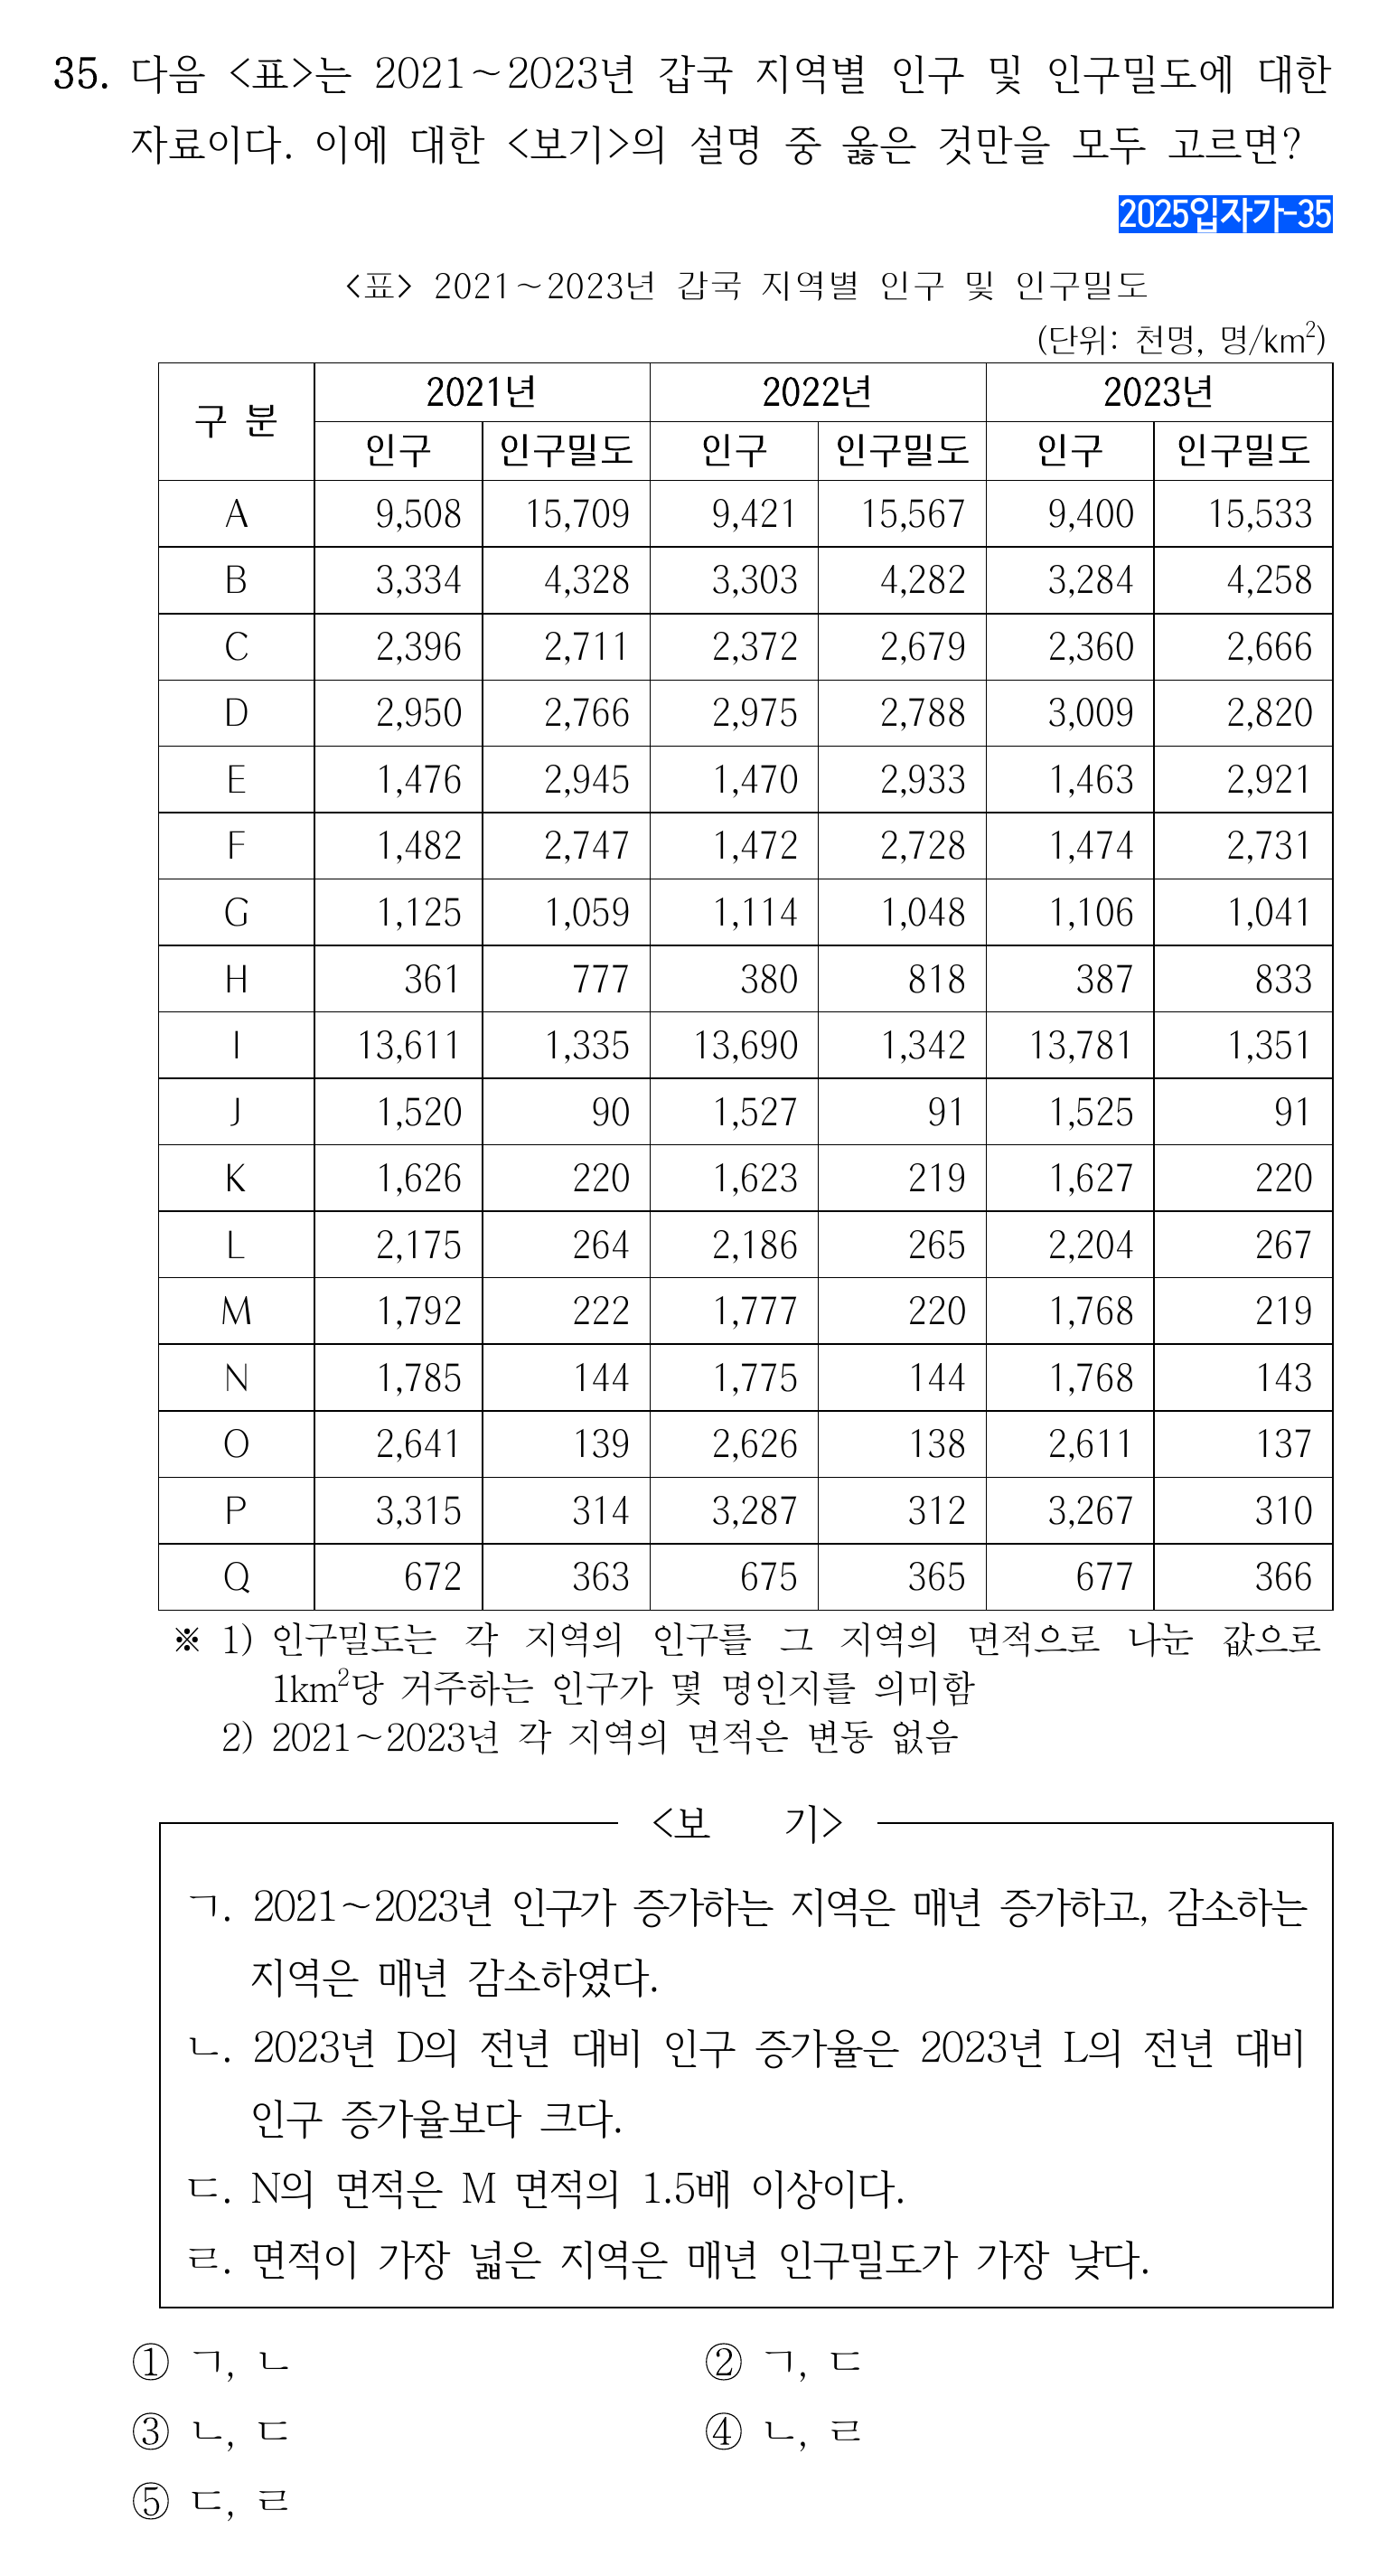 35. 다음 <표>는 2021~2023년 갑국 지역별 인구 및 인구밀도에 대한
자료이다. 이에 대한 <보기>의 설명 중 옳은 것만을 모두 고르면?
2025입자가-35
<표> 2021~2023년 갑국 지역별 인구 및 인구밀도
(단위: 천명, 명/km²)
구 분 2021년 2022년 2023년
인구 인구밀도 인구 인구밀도 인구 인구밀도
A 9,508 15,709 9,421 15,567 9,400 15,533
B 3,334 4,328 3,303 4,282 3,284 4,258
C 2,396 2,711 2,372 2,679 2,360 2,666
D 2,950 2,766 2,975 2,788 3,009 2,820
E 1,476 2,945 1,470 2,933 1,463 2,921
F 1,482 2,747 1,472 2,728 1,474 2,731
G 1,125 1,059 1,114 1,048 1,106 1,041
H 361 777 380 818 387 833
I 13,611 1,335 13,690 1,342 13,781 1,351
J 1,520 90 1,527 91 1,525 91
K 1,626 220 1,623 219 1,627 220
L 2,175 264 2,186 265 2,204 267
M 1,792 222 1,777 220 1,768 219
N 1,785 144 1,775 144 1,768 143
O 2,641 139 2,626 138 2,611 137
P 3,315 314 3,287 312 3,267 310
Q 672 363 675 365 677 366
※ 1) 인구밀도는 각 지역의 인구를 그 지역의 면적으로 나눈 값으로
1km²당 거주하는 인구가 몇 명인지를 의미함
2) 2021~2023년 각 지역의 면적은 변동 없음
<보 기>
ㄱ. 2021~2023년 인구가 증가하는 지역은 매년 증가하고, 감소하는
지역은 매년 감소하였다.
ㄴ. 2023년 D의 전년 대비 인구 증가율은 2023년 L의 전년 대비
인구 증가율보다 크다.
ㄷ. N의 면적은 M 면적의 1.5배 이상이다.
ㄹ. 면적이 가장 넓은 지역은 매년 인구밀도가 가장 낮다.
① ㄱ, ㄴ ② ㄱ, ㄷ
③ ㄴ, ㄷ ④ ㄴ, ㄹ
⑤ ㄷ, ㄹ